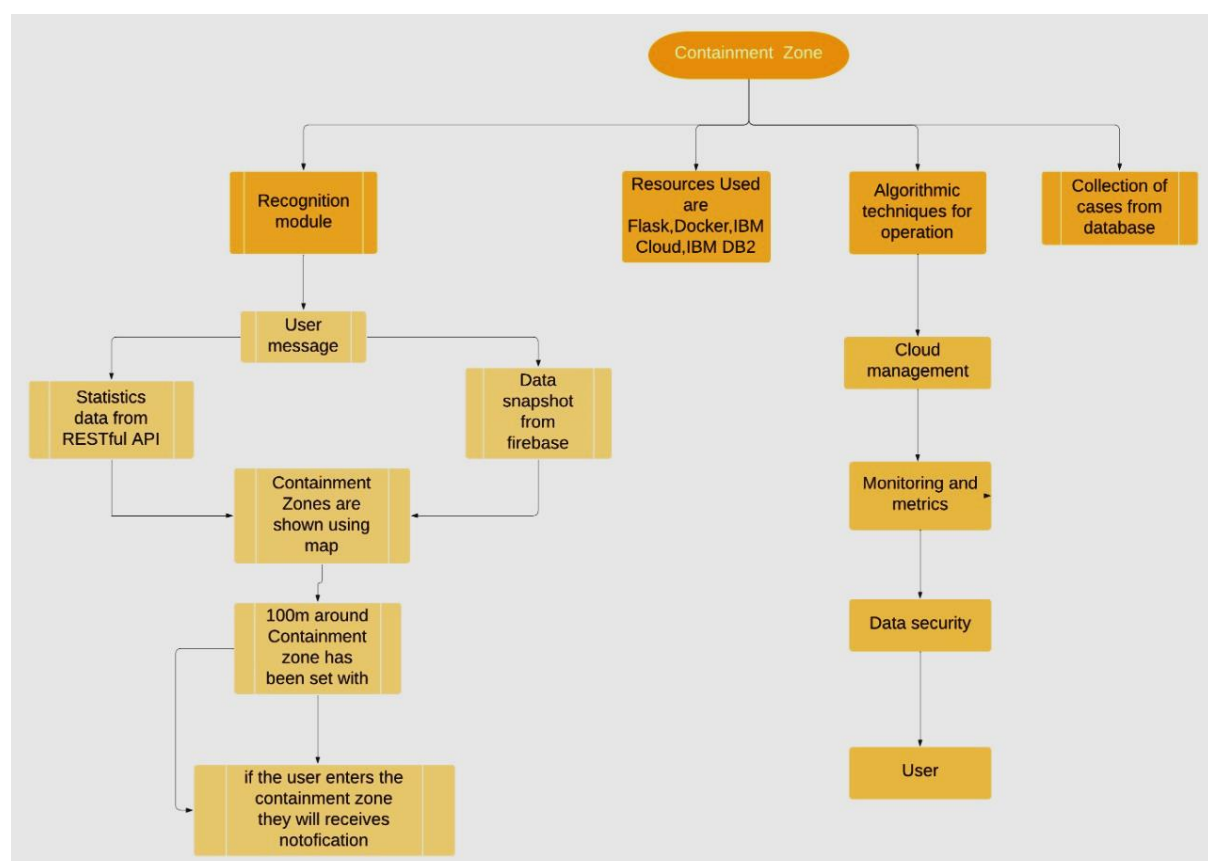 Containment Zone
Recognition
module
Resources Used
are
Flask,Docker,IBM
Cloud,IBM DB2
Algorithmic
techniques for
operation
Collection of
cases from
database
User
message
Statistics
data from
RESTful API
Data
snapshot
from
firebase
Containment
Zones are
shown using
map
100m around
Containment
zone has
been set with
if the user enters the
containment zone
they will receives
notofication
Cloud
management
Monitoring and
metrics
Data security
User